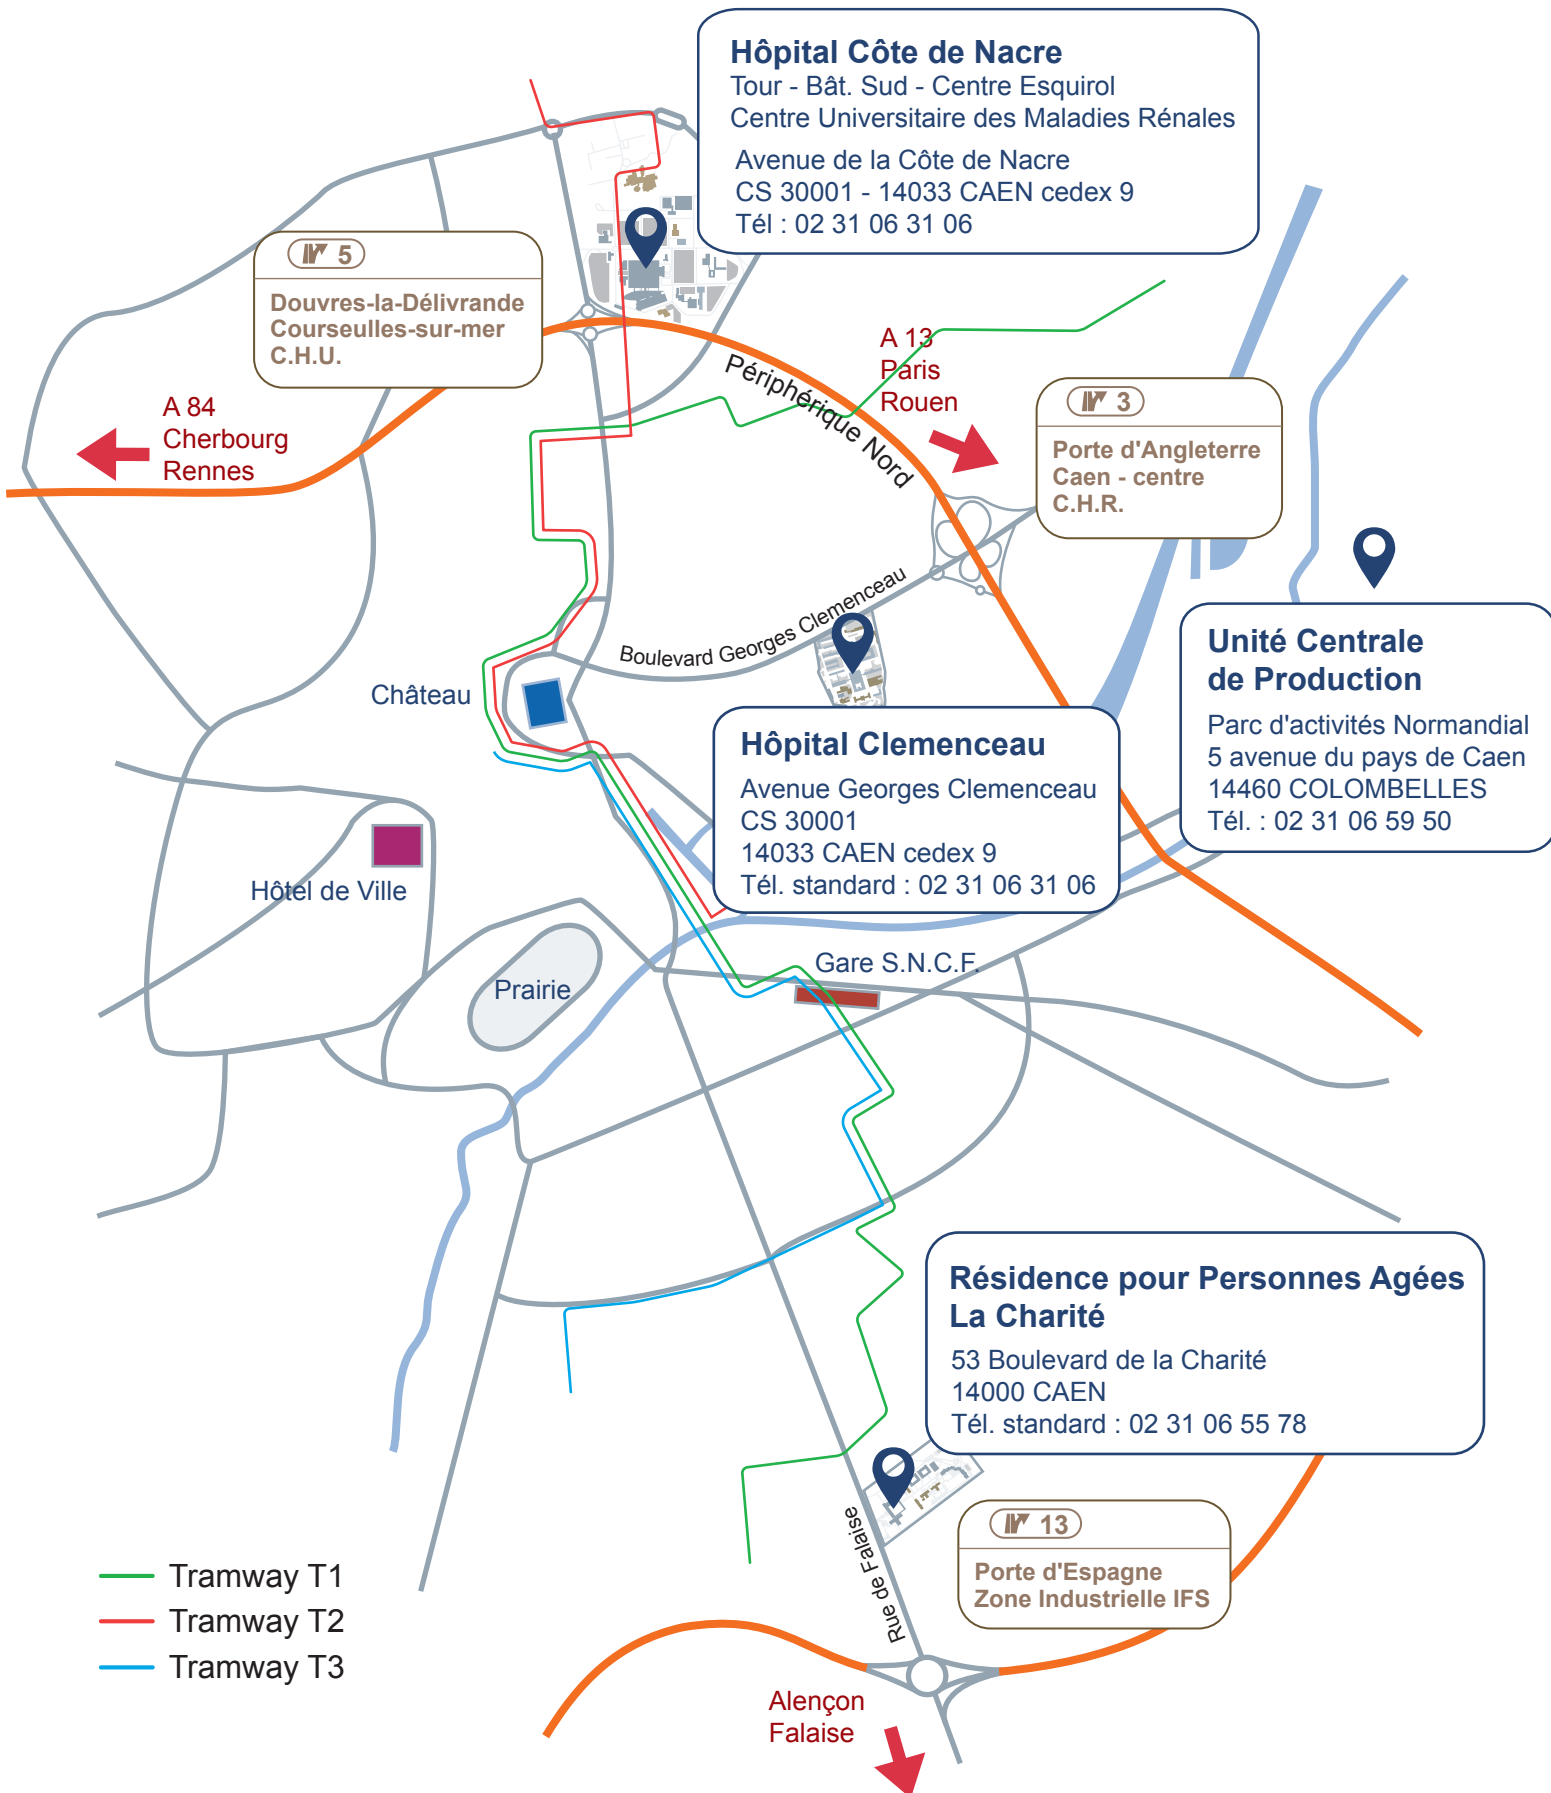 Hôpital Côte de Nacre
Tour - Bât. Sud - Centre Esquirol
Centre Universitaire des Maladies Rénales
Avenue de la Côte de Nacre
CS 30001 - 14033 CAEN cedex 9
Tél : 02 31 06 31 06
5
Douvres-la-Délivrande
Courseulles-sur-mer
C.H.U.
A 84
Cherbourg
Rennes
A 13
Paris
Rouen
Périphérique Nord
3
Porte d'Angleterre
Caen - centre
C.H.R.
Boulevard Georges Clemenceau
Château
Unité Centrale
de Production
Parc d'activités Normandial
5 avenue du pays de Caen
14460 COLOMBELLES
Tél. : 02 31 06 59 50
Hôpital Clemenceau
Avenue Georges Clemenceau
CS 30001
14033 CAEN cedex 9
Tél. standard : 02 31 06 31 06
Hôtel de Ville
Prairie
Gare S.N.C.F.
Résidence pour Personnes Agées
La Charité
53 Boulevard de la Charité
14000 CAEN
Tél. standard : 02 31 06 55 78
Rue de Falaise
13
Porte d'Espagne
Zone Industrielle IFS
Tramway T1
Tramway T2
Tramway T3
Alençon
Falaise